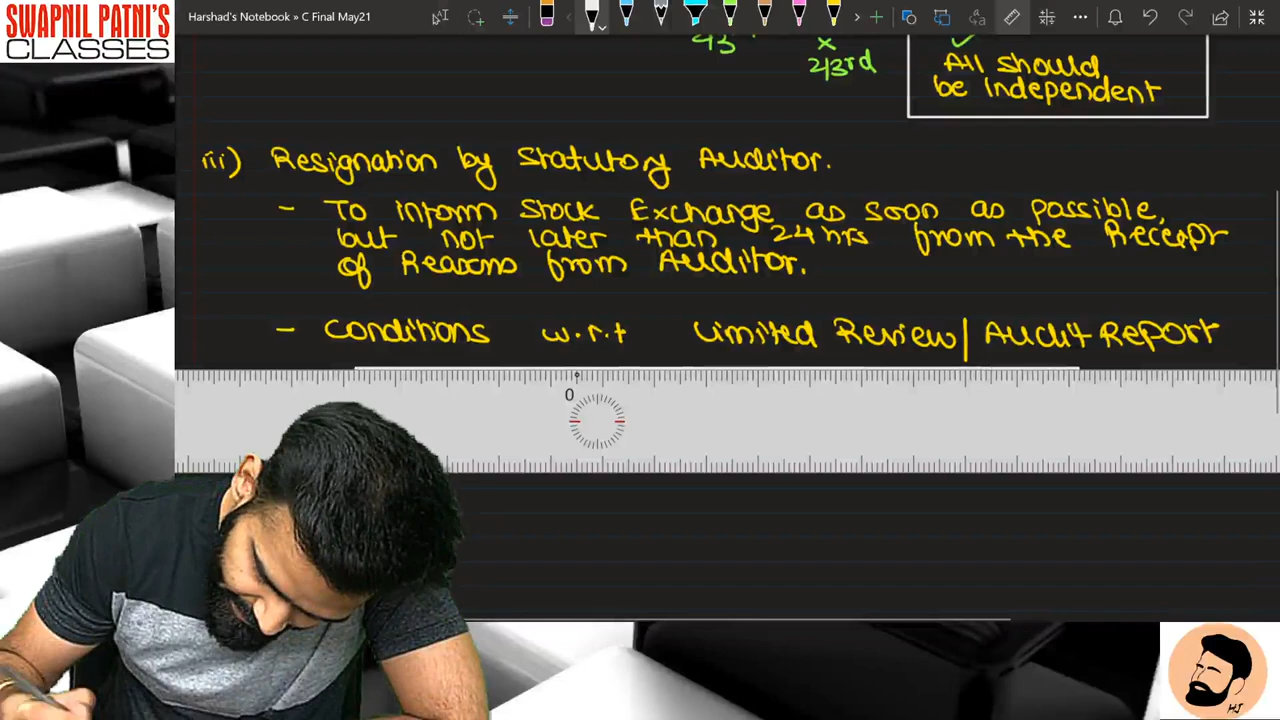 SWAPNIL PATNI'S
CLASSES
Harshad's Notebook » C Final May21
43
x
2/3rd
All should
be independent
iii) Resignation by Statutory Auditor.
- To inform Stock Exchange as soon as possible,
but not later than 24 hrs from the Receipt
of Reasons from Auditor.
- Conditions w.r.t Limited Review | Audit Report
0
HJ